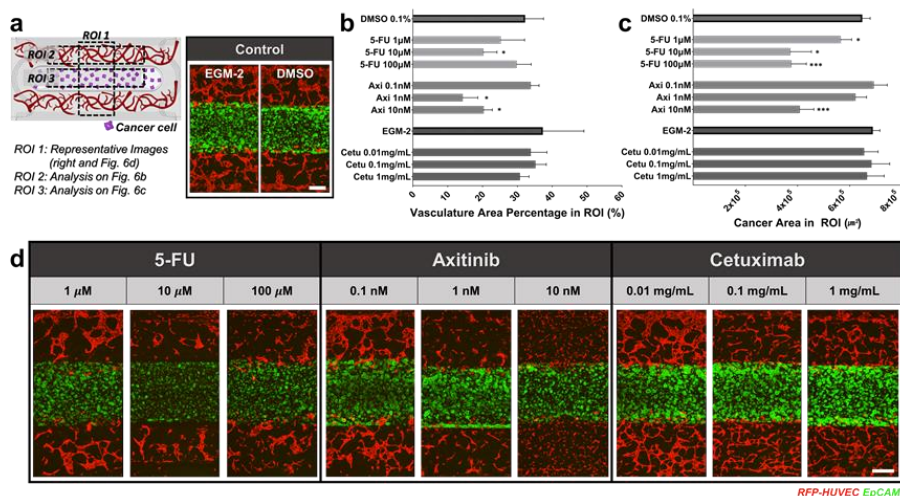 a
ROI 1
ROI 2
ROI 3
Cancer cell
ROI 1: Representative Images
(right and Fig. 6d)
ROI 2: Analysis on Fig. 6b
ROI 3: Analysis on Fig. 6c
Control
EGM-2 DMSO
b
DMSO 0.1%
5-FU 1μM
5-FU 10μM *
5-FU 100μM
Axi 0.1nM
Axi 1nM *
Axi 10nM *
EGM-2
Cetu 0.01mg/mL
Cetu 0.1mg/mL
Cetu 1mg/mL
0 10 20 30 40 50 60
Vasculature Area Percentage in ROI (%)
c
DMSO 0.1%
5-FU 1μM *
5-FU 10μM *
5-FU 100μM ***
Axi 0.1nM
Axi 1nM
Axi 10nM ***
EGM-2
Cetu 0.01mg/mL
Cetu 0.1mg/mL
Cetu 1mg/mL
2x10⁵ 4x10⁵ 6x10⁵ 8x10⁵
Cancer Area in ROI (㎛²)
d
5-FU Axitinib Cetuximab
1 μM 10 μM 100 μM 0.1 nM 1 nM 10 nM 0.01 mg/mL 0.1 mg/mL 1 mg/mL
RFP-HUVEC EpCAM